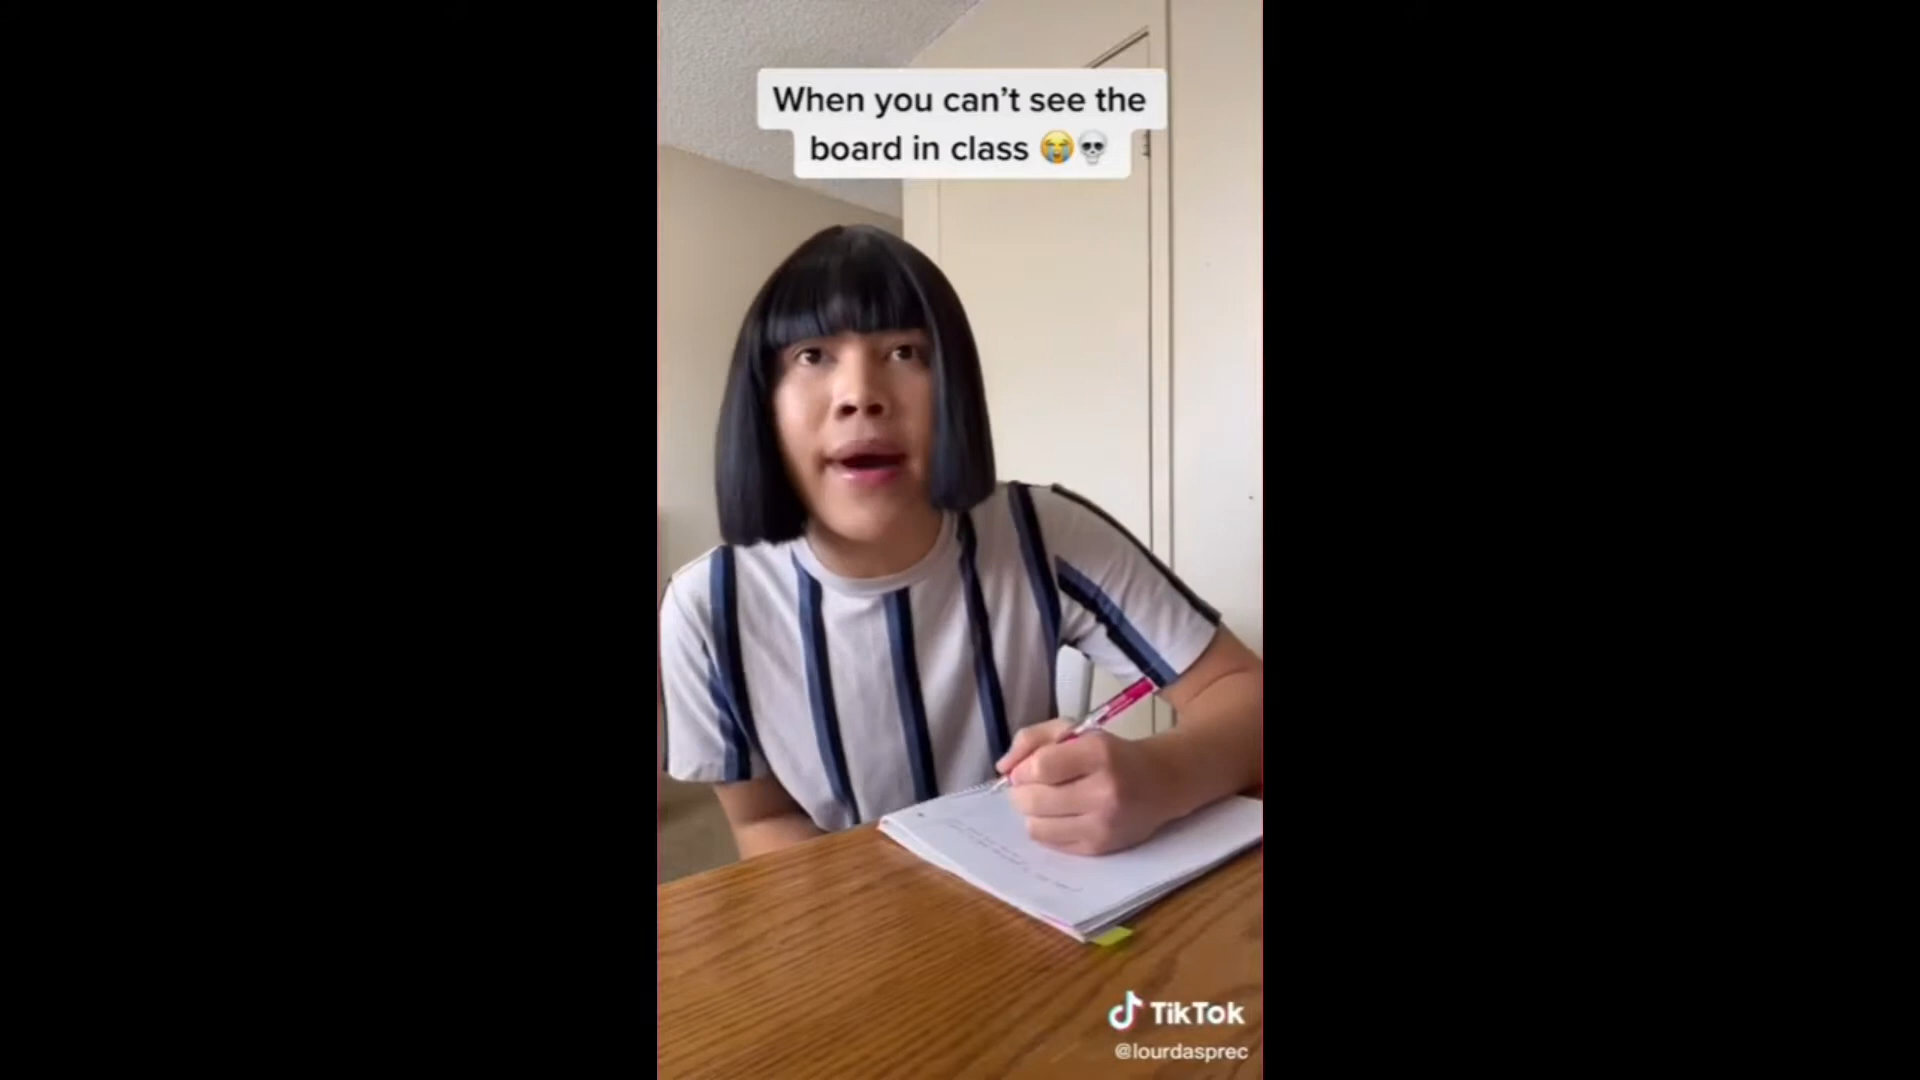 When you can’t see the
board in class 😭💀
TikTok
@lourdasprec